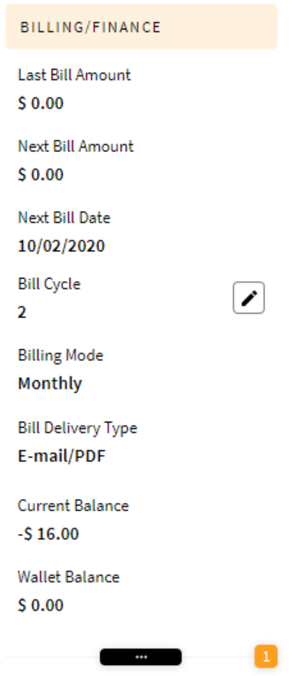 BILLING/FINANCE
Last Bill Amount
$ 0.00
Next Bill Amount
$ 0.00
Next Bill Date
10/02/2020
Bill Cycle
2
Billing Mode
Monthly
Bill Delivery Type
E-mail/PDF
Current Balance
-$ 16.00
Wallet Balance
$ 0.00
...
1